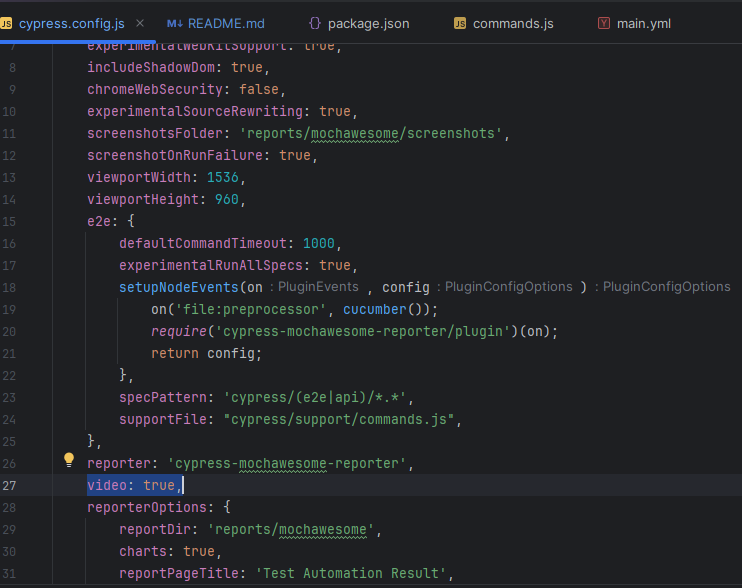 JS cypress.config.js ×
M↓ README.md
{} package.json
JS commands.js
Y main.yml
7 experimentalWebKitSupport: true,
8 includeShadowDom: true,
9 chromeWebSecurity: false,
10 experimentalSourceRewriting: true,
11 screenshotsFolder: 'reports/mochawesome/screenshots',
12 screenshotOnRunFailure: true,
13 viewportWidth: 1536,
14 viewportHeight: 960,
15 e2e: {
16 defaultCommandTimeout: 1000,
17 experimentalRunAllSpecs: true,
18 setupNodeEvents(on : PluginEvents , config : PluginConfigOptions ) : PluginConfigOptions
19 on('file:preprocessor', cucumber());
20 require('cypress-mochawesome-reporter/plugin')(on);
21 return config;
22 },
23 specPattern: 'cypress/(e2e|api)/*.*',
24 supportFile: "cypress/support/commands.js",
25 },
26 reporter: 'cypress-mochawesome-reporter',
27 video: true,
28 reporterOptions: {
29 reportDir: 'reports/mochawesome',
30 charts: true,
31 reportPageTitle: 'Test Automation Result',